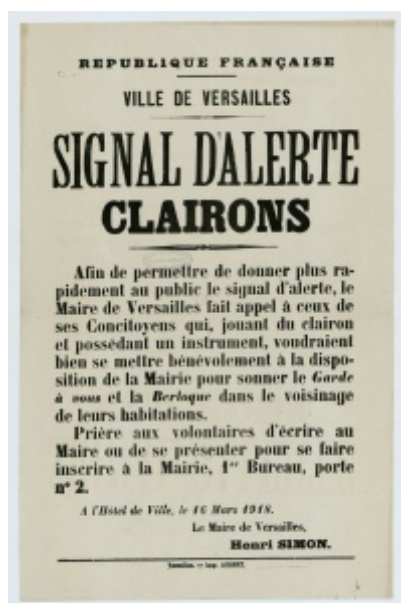 REPUBLIQUE FRANÇAISE
VILLE DE VERSAILLES
SIGNAL D'ALERTE
CLAIRONS
Afin de permettre de donner plus ra-
pidement au public le signal d'alerte, le
Maire de Versailles fait appel à ceux de
ses Concitoyens qui, jouant du clairon
et possédant un instrument, voudraient
bien se mettre bénévolement à la dispo-
sition de la Mairie pour sonner le Garde
à vous et la Berloque dans le voisinage
de leurs habitations.
Prière aux volontaires d'écrire au
Maire ou de se présenter pour se faire
inscrire à la Mairie, 1er Bureau, porte
n° 2.
A l'Hôtel de Ville, le 16 Mars 1918.
Le Maire de Versailles,
Henri SIMON.
Versailles. — Imp.